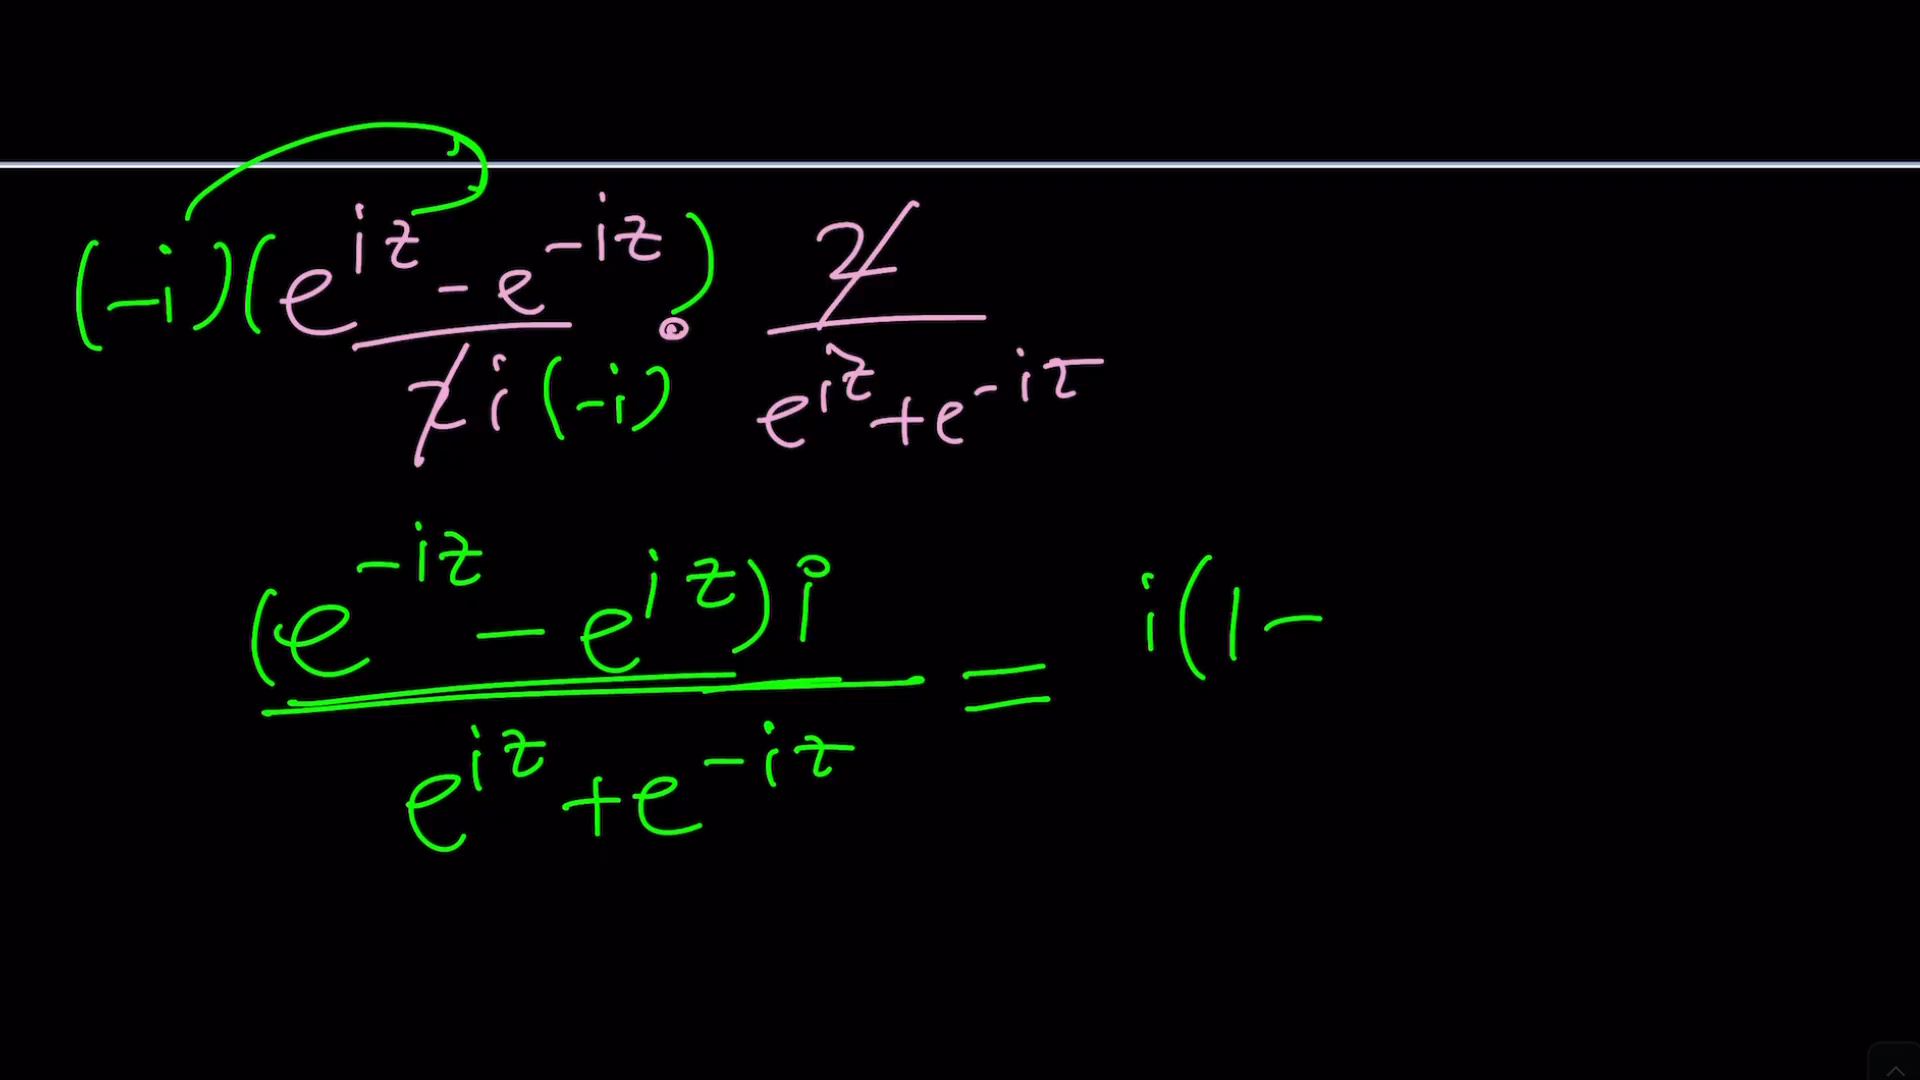 (-i)(e^{iz} - e^{-iz}) / 2i(-i) · 2 / e^{iz} + e^{-iz}
(e^{-iz} - e^{iz})i / e^{iz} + e^{-iz} = i(1-